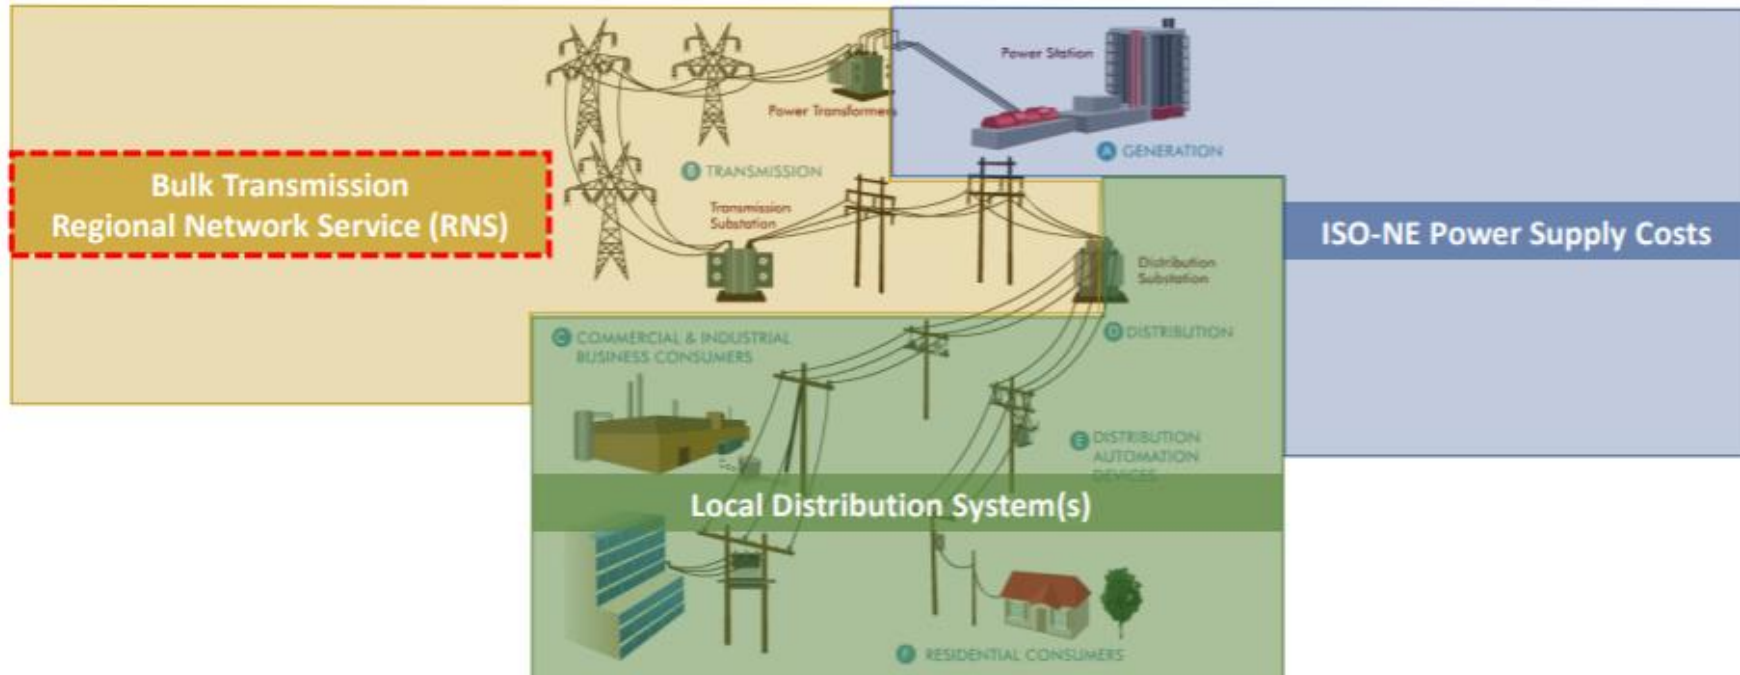 Power Station
Power Transformers
A GENERATION
B TRANSMISSION
Bulk Transmission
Regional Network Service (RNS)
Transmission
Substation
ISO-NE Power Supply Costs
Distribution
Substation
D DISTRIBUTION
C COMMERCIAL & INDUSTRIAL
BUSINESS CONSUMERS
E DISTRIBUTION
AUTOMATION
DEVICES
Local Distribution System(s)
F RESIDENTIAL CONSUMERS